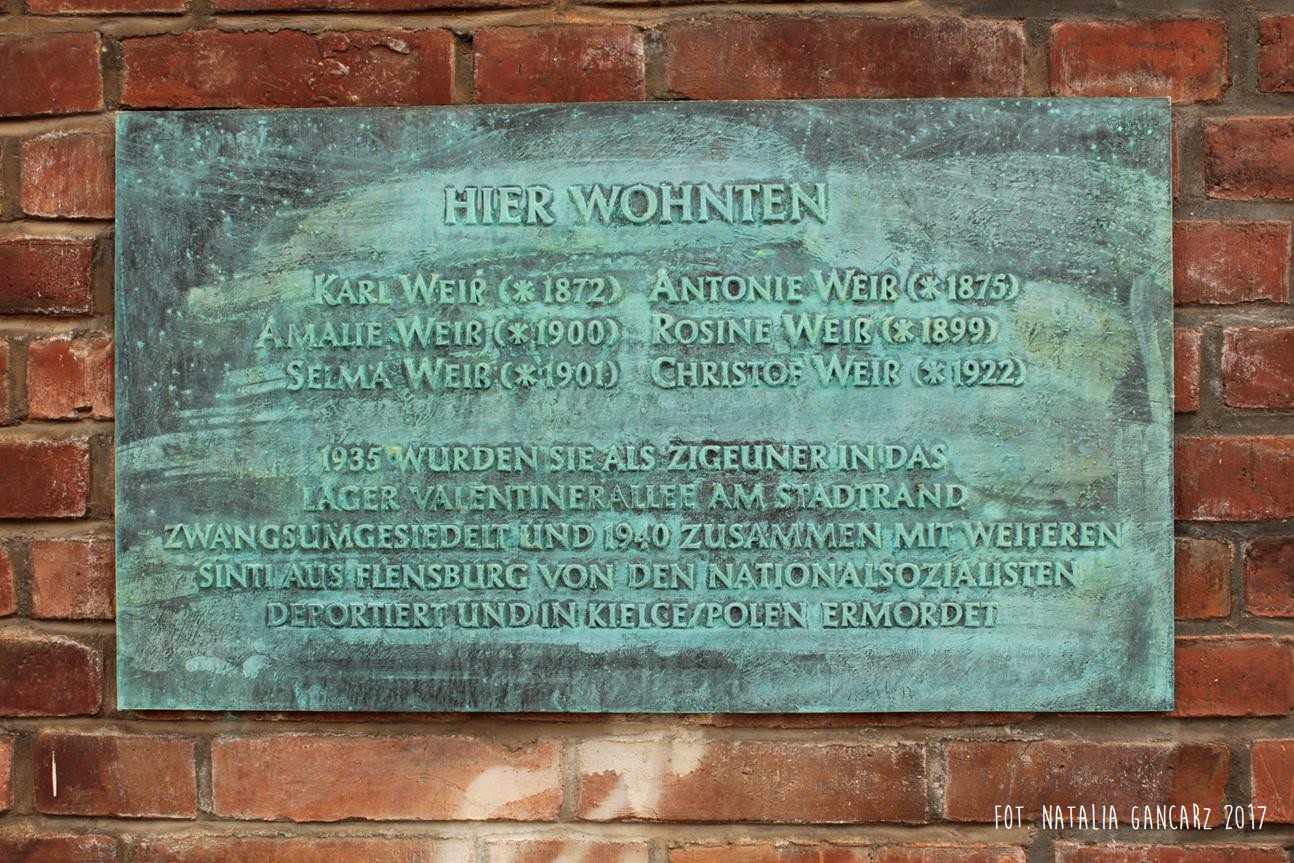 HIER WOHNTEN
KARL WEIß (*1872) ANTONIE WEIß (*1875)
AMALIE WEIß (*1900) ROSINE WEIß (*1899)
SELMA WEIß (*1901) CHRISTOF WEIß (*1922)
1935 WURDEN SIE ALS ZIGEUNER IN DAS
LAGER VALENTINERALLEE AM STADTRAND
ZWANGSUMGESIEDELT UND 1940 ZUSAMMEN MIT WEITEREN
SINTI AUS FLENSBURG VON DEN NATIONALSOZIALISTEN
DEPORTIERT UND IN KIELCE/POLEN ERMORDET
FOT. NATALIA GANCARZ 2017